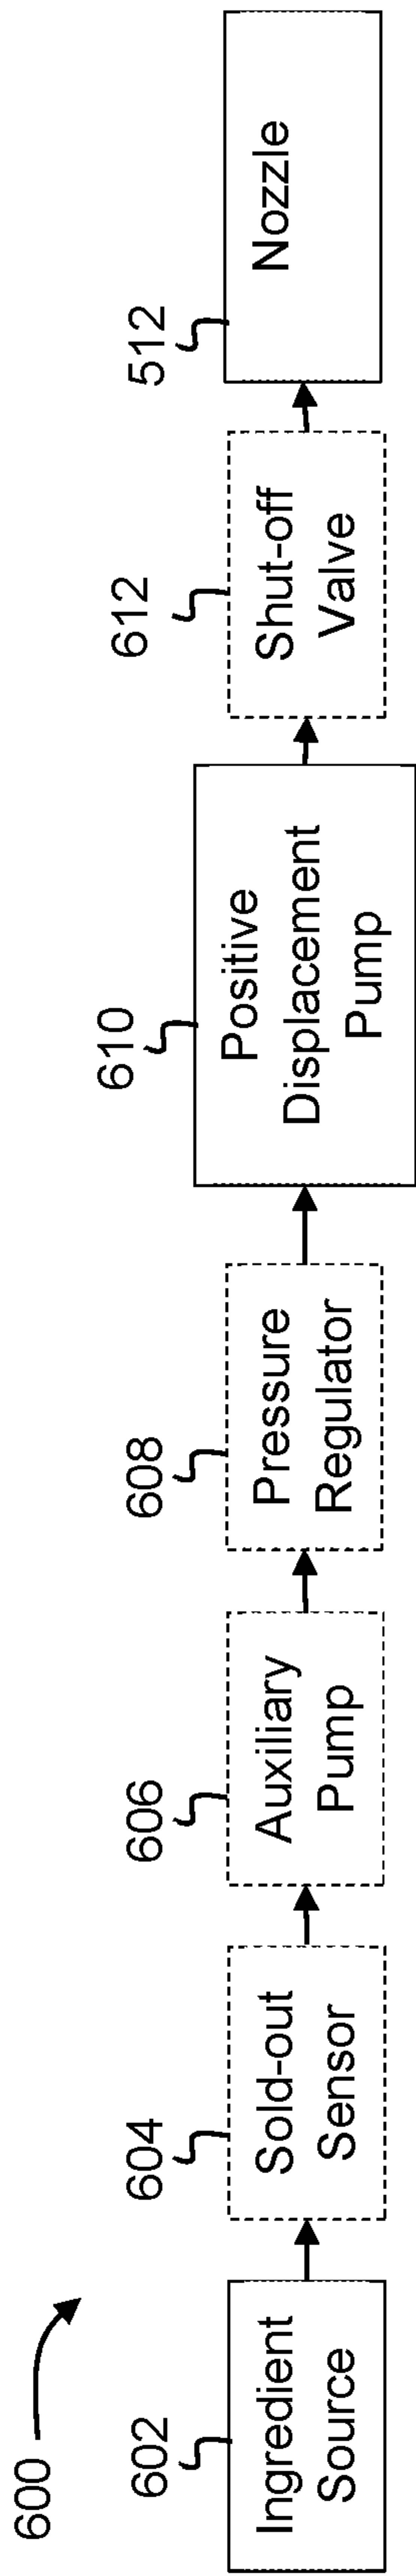 600
602
Ingredient
Source
604
Sold-out
Sensor
606
Auxiliary
Pump
608
Pressure
Regulator
610
Positive
Displacement
Pump
612
Shut-off
Valve
512
Nozzle